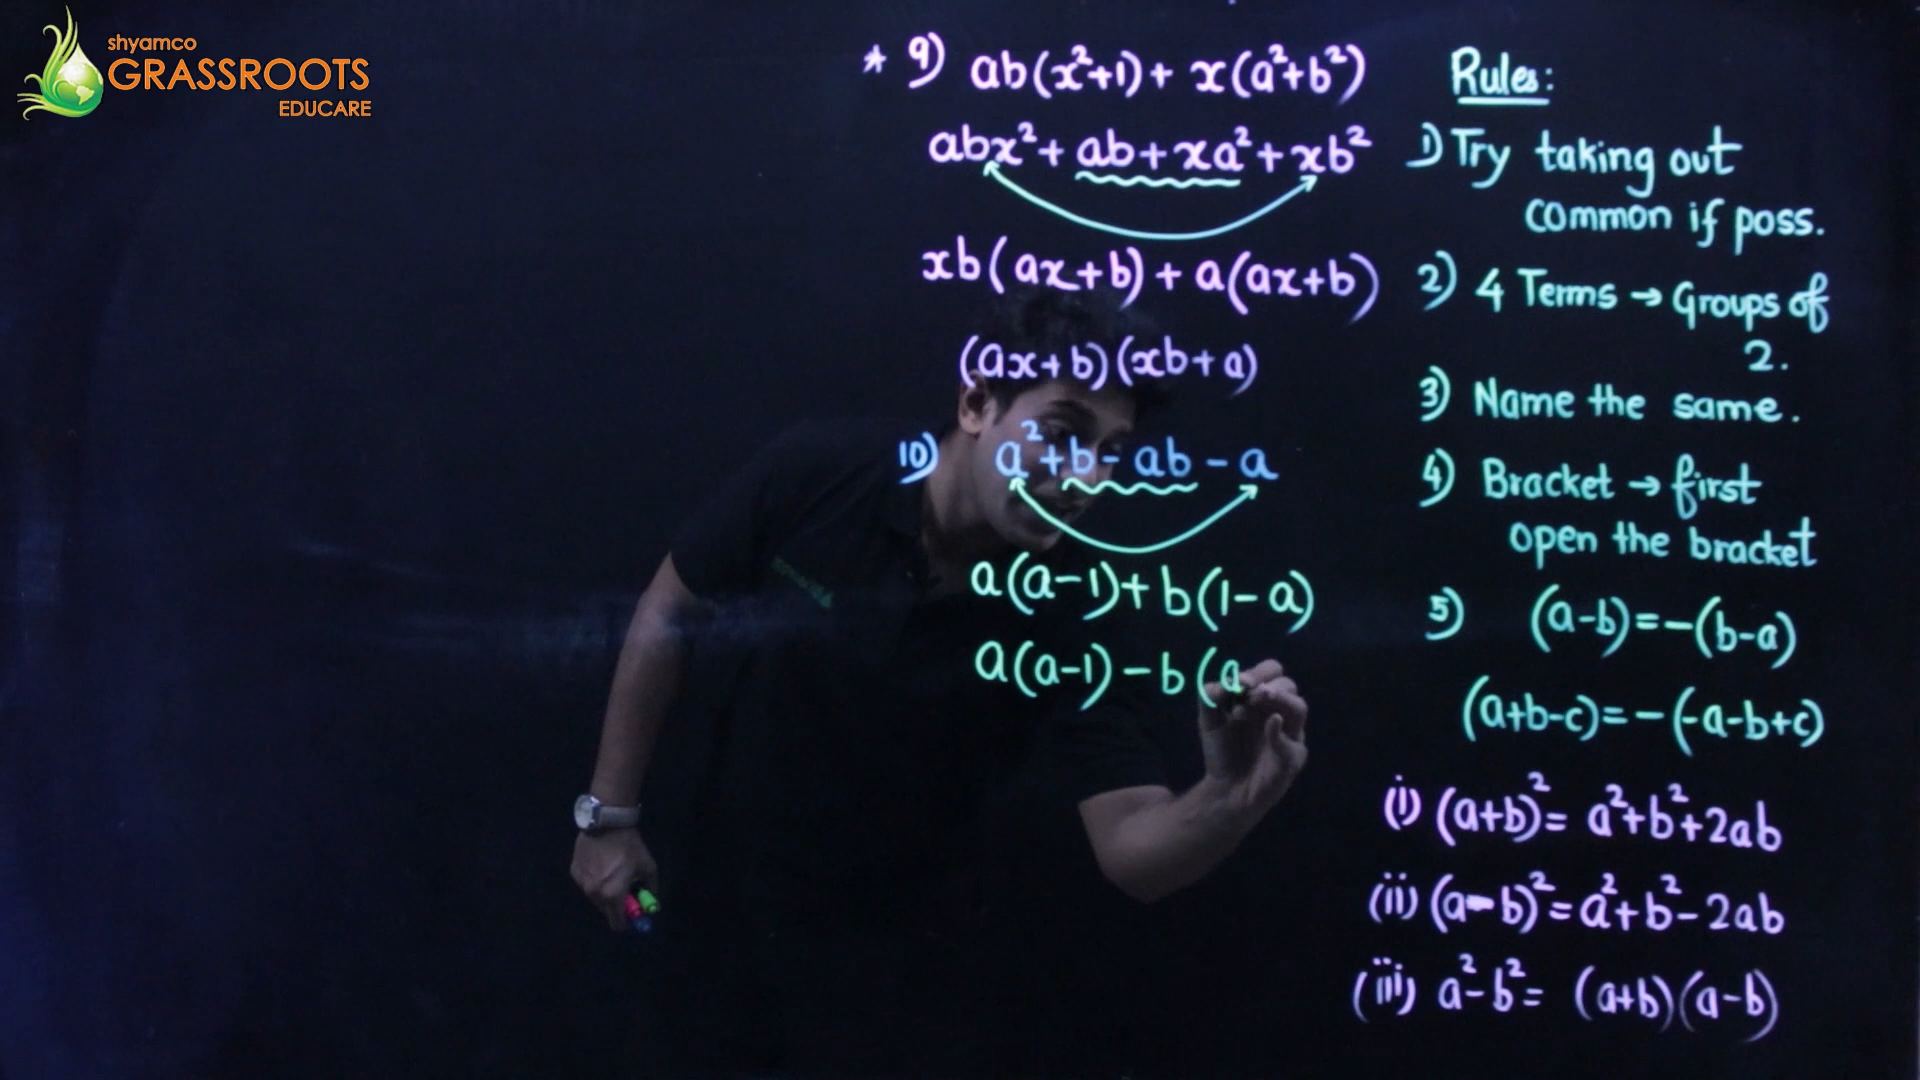 shyamco
GRASSROOTS
EDUCARE
* 9) ab(x²+1) + x(a²+b²)
abx² + ab + xa² + xb²
xb(ax+b) + a(ax+b)
(ax+b)(xb+a)
10) a²+b- ab - a
a(a-1)+ b(1-a)
a(a-1) - b(a
Rules:
1) Try taking out
common if poss.
2) 4 Terms → Groups of
2.
3) Name the same.
4) Bracket → first
open the bracket
5) (a-b)=-(b-a)
(a+b-c)=-(-a-b+c)
(i) (a+b)²= a²+b²+2ab
(ii) (a-b)²=a²+b²-2ab
(iii) a²-b²= (a+b)(a-b)